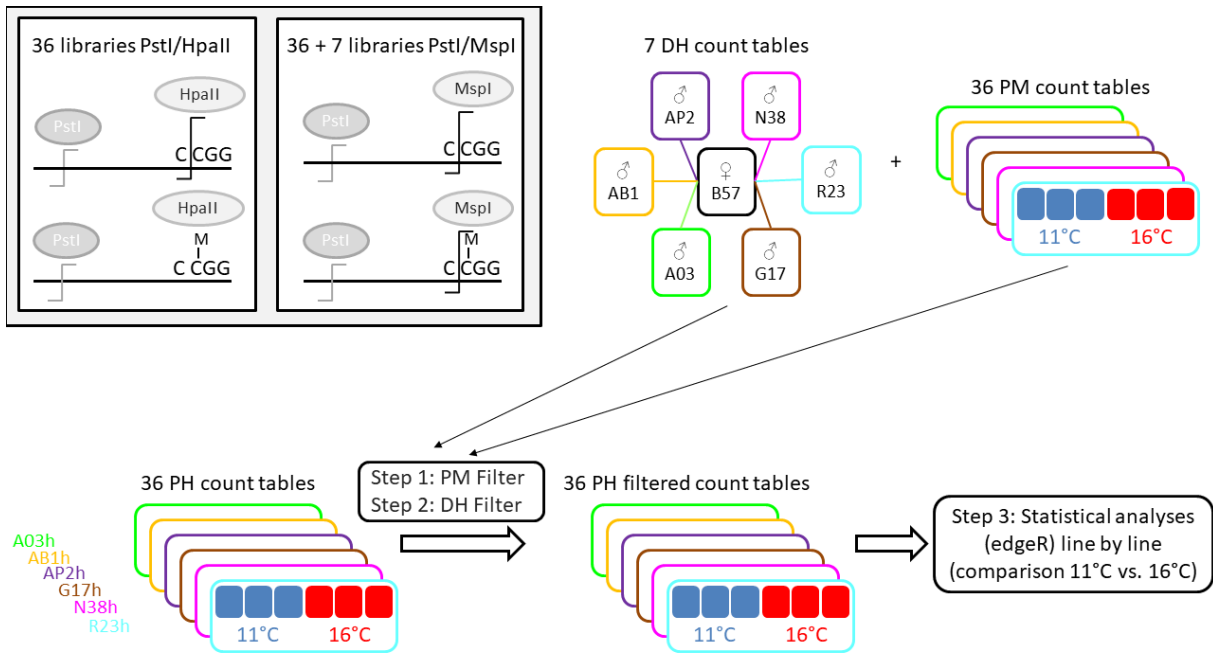 36 libraries PstI/HpaII
HpaII
PstI
C CGG
HpaII
PstI
M
C CGG
36 + 7 libraries PstI/MspI
MspI
PstI
C CGG
MspI
PstI
M
C CGG
7 DH count tables
♂
AP2
♂
N38
♂
AB1
♀
B57
♂
R23
♂
A03
♂
G17
+
36 PM count tables
11°C 16°C
36 PH count tables
A03h
AB1h
AP2h
G17h
N38h
R23h
11°C 16°C
Step 1: PM Filter
Step 2: DH Filter
36 PH filtered count tables
11°C 16°C
Step 3: Statistical analyses
(edgeR) line by line
(comparison 11°C vs. 16°C)